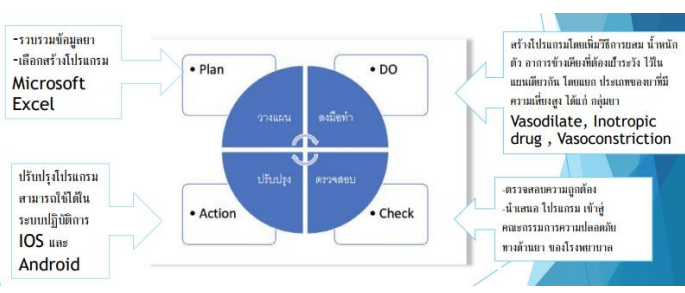 -รวบรวมข้อมูลยา
-เลือกสร้างโปรแกรม
Microsoft
Excel
• Plan
• DO
สร้างโปรแกรมโดยเพิ่มวิธีการผสม น้ำหนัก
ตัว อาการข้างเคียงที่ต้องเฝ้าระวัง ไว้ใน
แผนเดียวกัน โดยแยก ประเภทของยาที่มี
ความเสี่ยงสูง ได้แก่ กลุ่มยา
Vasodilate, Inotropic
drug , Vasoconstriction
วางแผน
ลงมือทำ
ปรับปรุง
ตรวจสอบ
ปรับปรุงโปรแกรม
สามารถใช้ได้ใน
ระบบปฏิบัติการ
IOS และ
Android
• Action
• Check
-ตรวจสอบความถูกต้อง
-นำเสนอ โปรแกรม เข้าสู่
คณะกรรมการความปลอดภัย
ทางด้านยา ของโรงพยาบาล